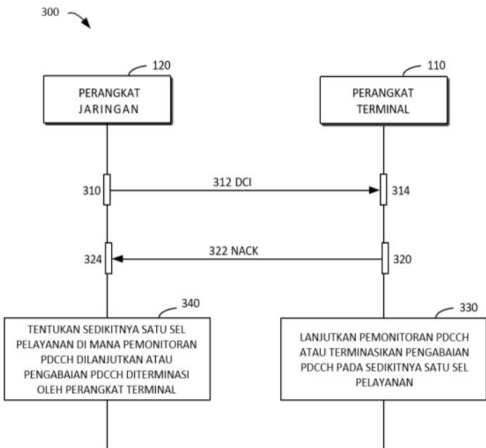 300
120
110
PERANGKAT
JARINGAN
PERANGKAT
TERMINAL
310
312 DCI
314
324
322 NACK
320
340
330
TENTUKAN SEDIKITNYA SATU SEL
PELAYANAN DI MANA PEMONITORAN
PDCCH DILANJUTKAN ATAU
PENGABAIAN PDCCH DITERMINASI
OLEH PERANGKAT TERMINAL
LANJUTKAN PEMONITORAN PDCCH
ATAU TERMINASIKAN PENGABAIAN
PDCCH PADA SEDIKITNYA SATU SEL
PELAYANAN